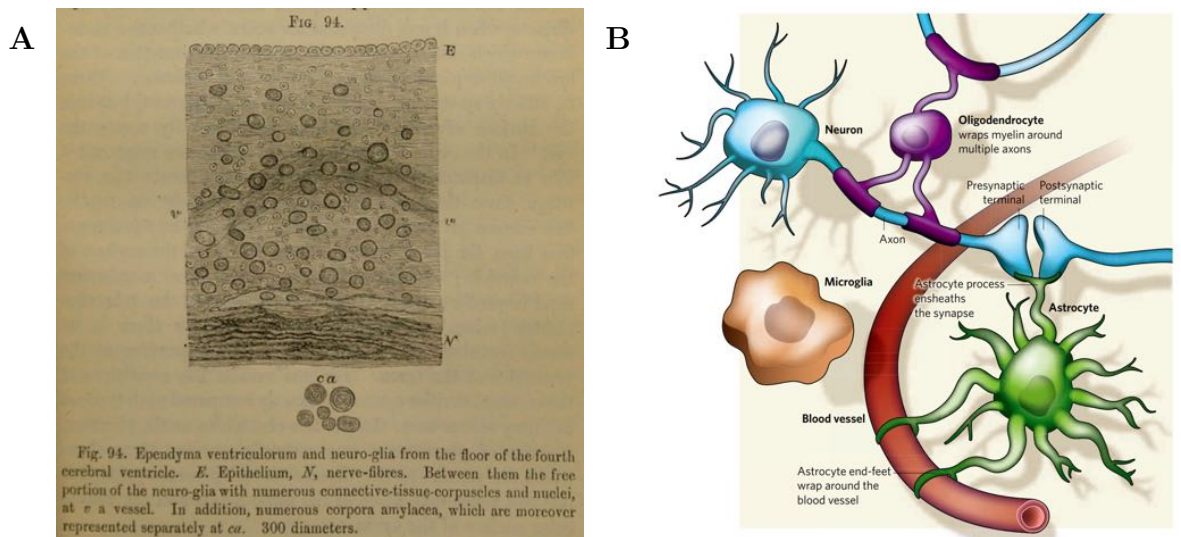 A
FIG. 94.
E
v
v
N
ca
Fig. 94. Ependyma ventriculorum and neuro-glia from the floor of the fourth
cerebral ventricle. E. Epithelium, N, nerve-fibres. Between them the free
portion of the neuro-glia with numerous connective-tissue-corpuscles and nuclei,
at v a vessel. In addition, numerous corpora amylacea, which are moreover
represented separately at ca. 300 diameters.
B
Neuron
Oligodendrocyte
wraps myelin around
multiple axons
Presynaptic
terminal
Postsynaptic
terminal
Axon
Microglia
Astrocyte process
ensheaths
the synapse
Astrocyte
Blood vessel
Astrocyte end-feet
wrap around the
blood vessel